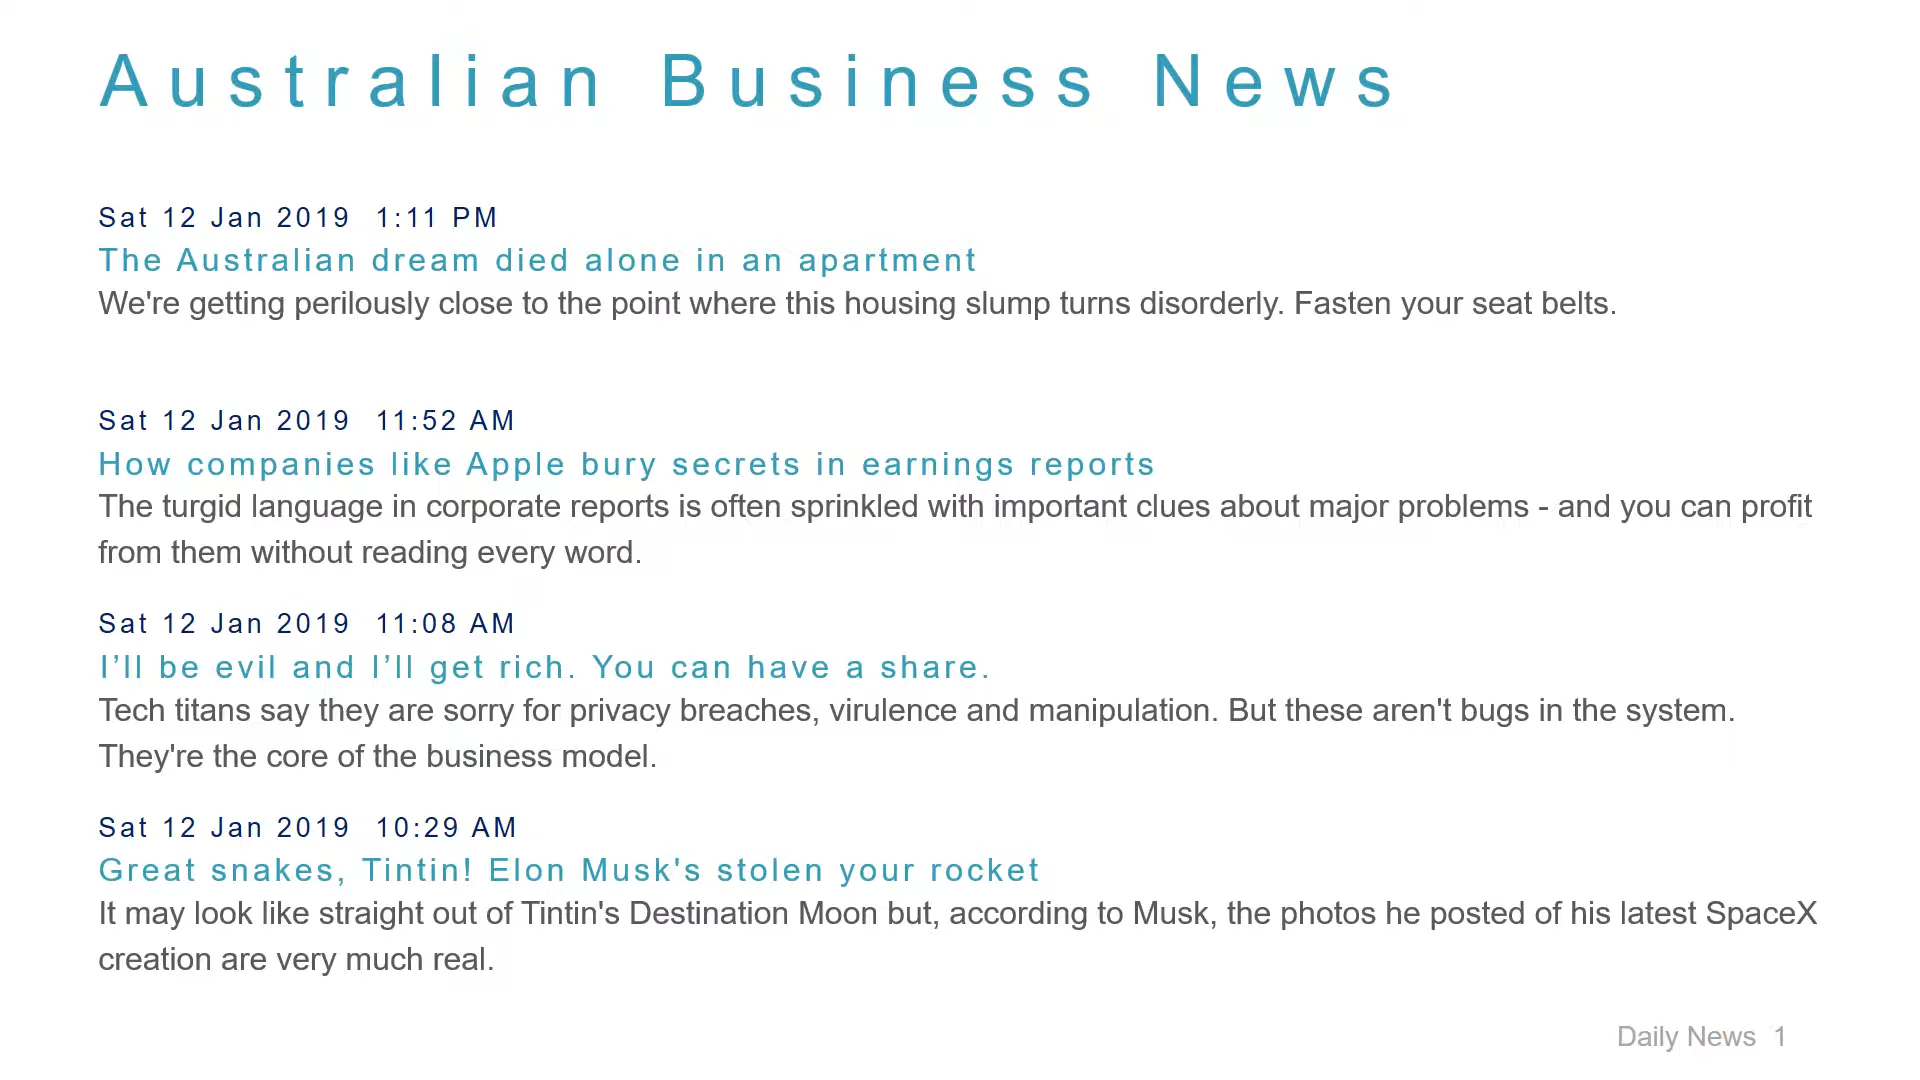 Australian Business News
Sat 12 Jan 2019  1:11 PM
The Australian dream died alone in an apartment
We're getting perilously close to the point where this housing slump turns disorderly. Fasten your seat belts.
Sat 12 Jan 2019  11:52 AM
How companies like Apple bury secrets in earnings reports
The turgid language in corporate reports is often sprinkled with important clues about major problems - and you can profit
from them without reading every word.
Sat 12 Jan 2019  11:08 AM
I’ll be evil and I’ll get rich. You can have a share.
Tech titans say they are sorry for privacy breaches, virulence and manipulation. But these aren't bugs in the system.
They're the core of the business model.
Sat 12 Jan 2019  10:29 AM
Great snakes, Tintin! Elon Musk's stolen your rocket
It may look like straight out of Tintin's Destination Moon but, according to Musk, the photos he posted of his latest SpaceX
creation are very much real.
Daily News  1